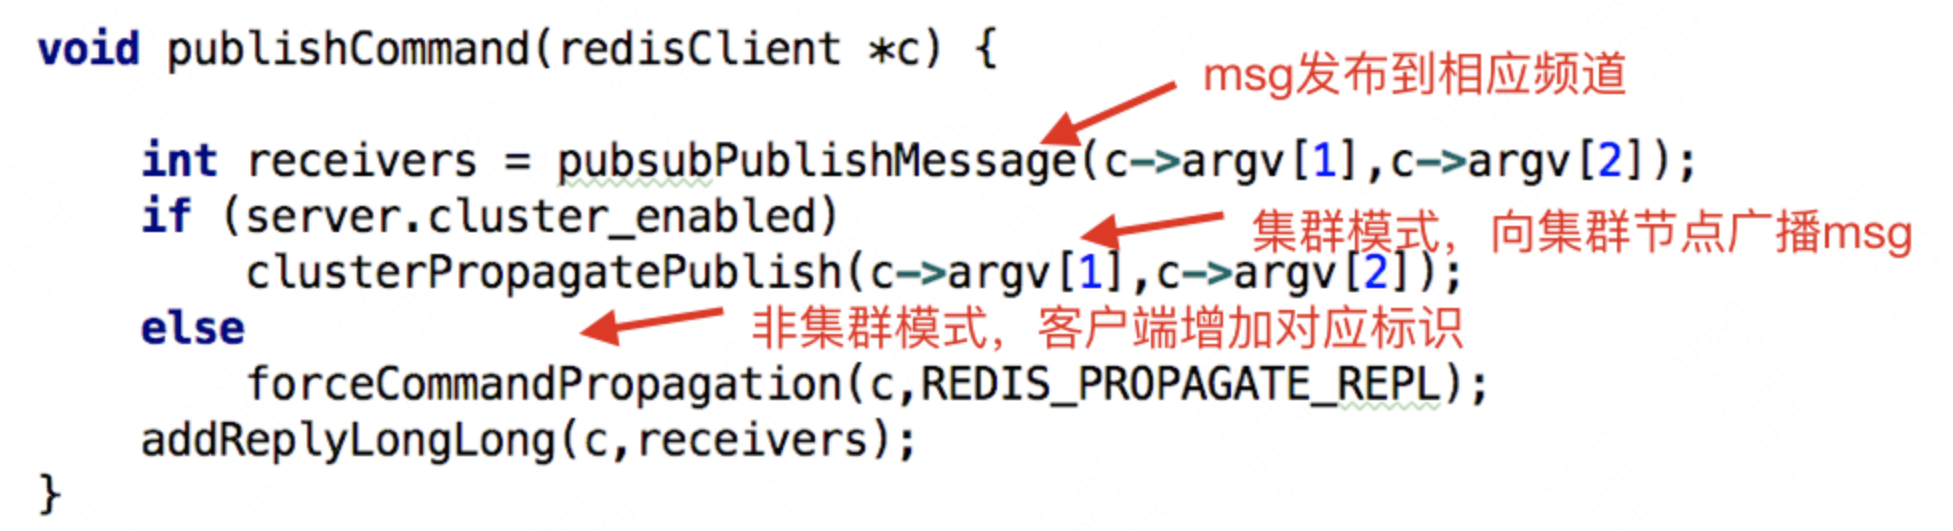 void publishCommand(redisClient *c) {
msg发布到相应频道
int receivers = pubsubPublishMessage(c->argv[1],c->argv[2]);
if (server.cluster_enabled)
集群模式，向集群节点广播msg
clusterPropagatePublish(c->argv[1],c->argv[2]);
else
非集群模式，客户端增加对应标识
forceCommandPropagation(c,REDIS_PROPAGATE_REPL);
addReplyLongLong(c,receivers);
}